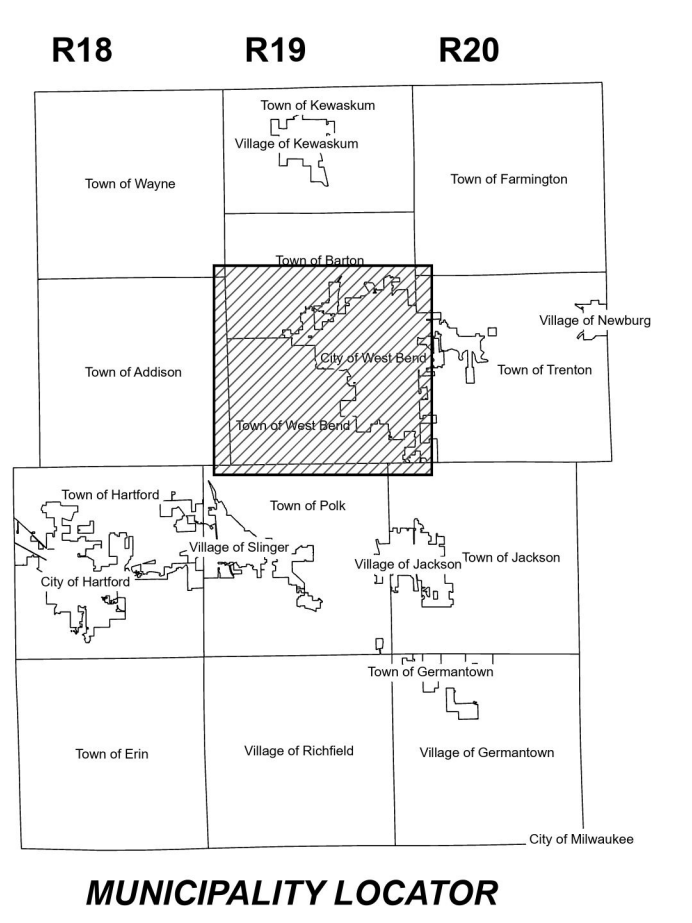 R18 R19 R20
Town of Kewaskum
Village of Kewaskum
Town of Wayne
Town of Farmington
Town of Barton
Village of Newburg
City of West Bend
Town of Addison
Town of Trenton
Town of West Bend
Town of Hartford
Town of Polk
Village of Slinger
Town of Jackson
Village of Jackson
City of Hartford
Town of Germantown
Town of Erin
Village of Richfield
Village of Germantown
City of Milwaukee
MUNICIPALITY LOCATOR